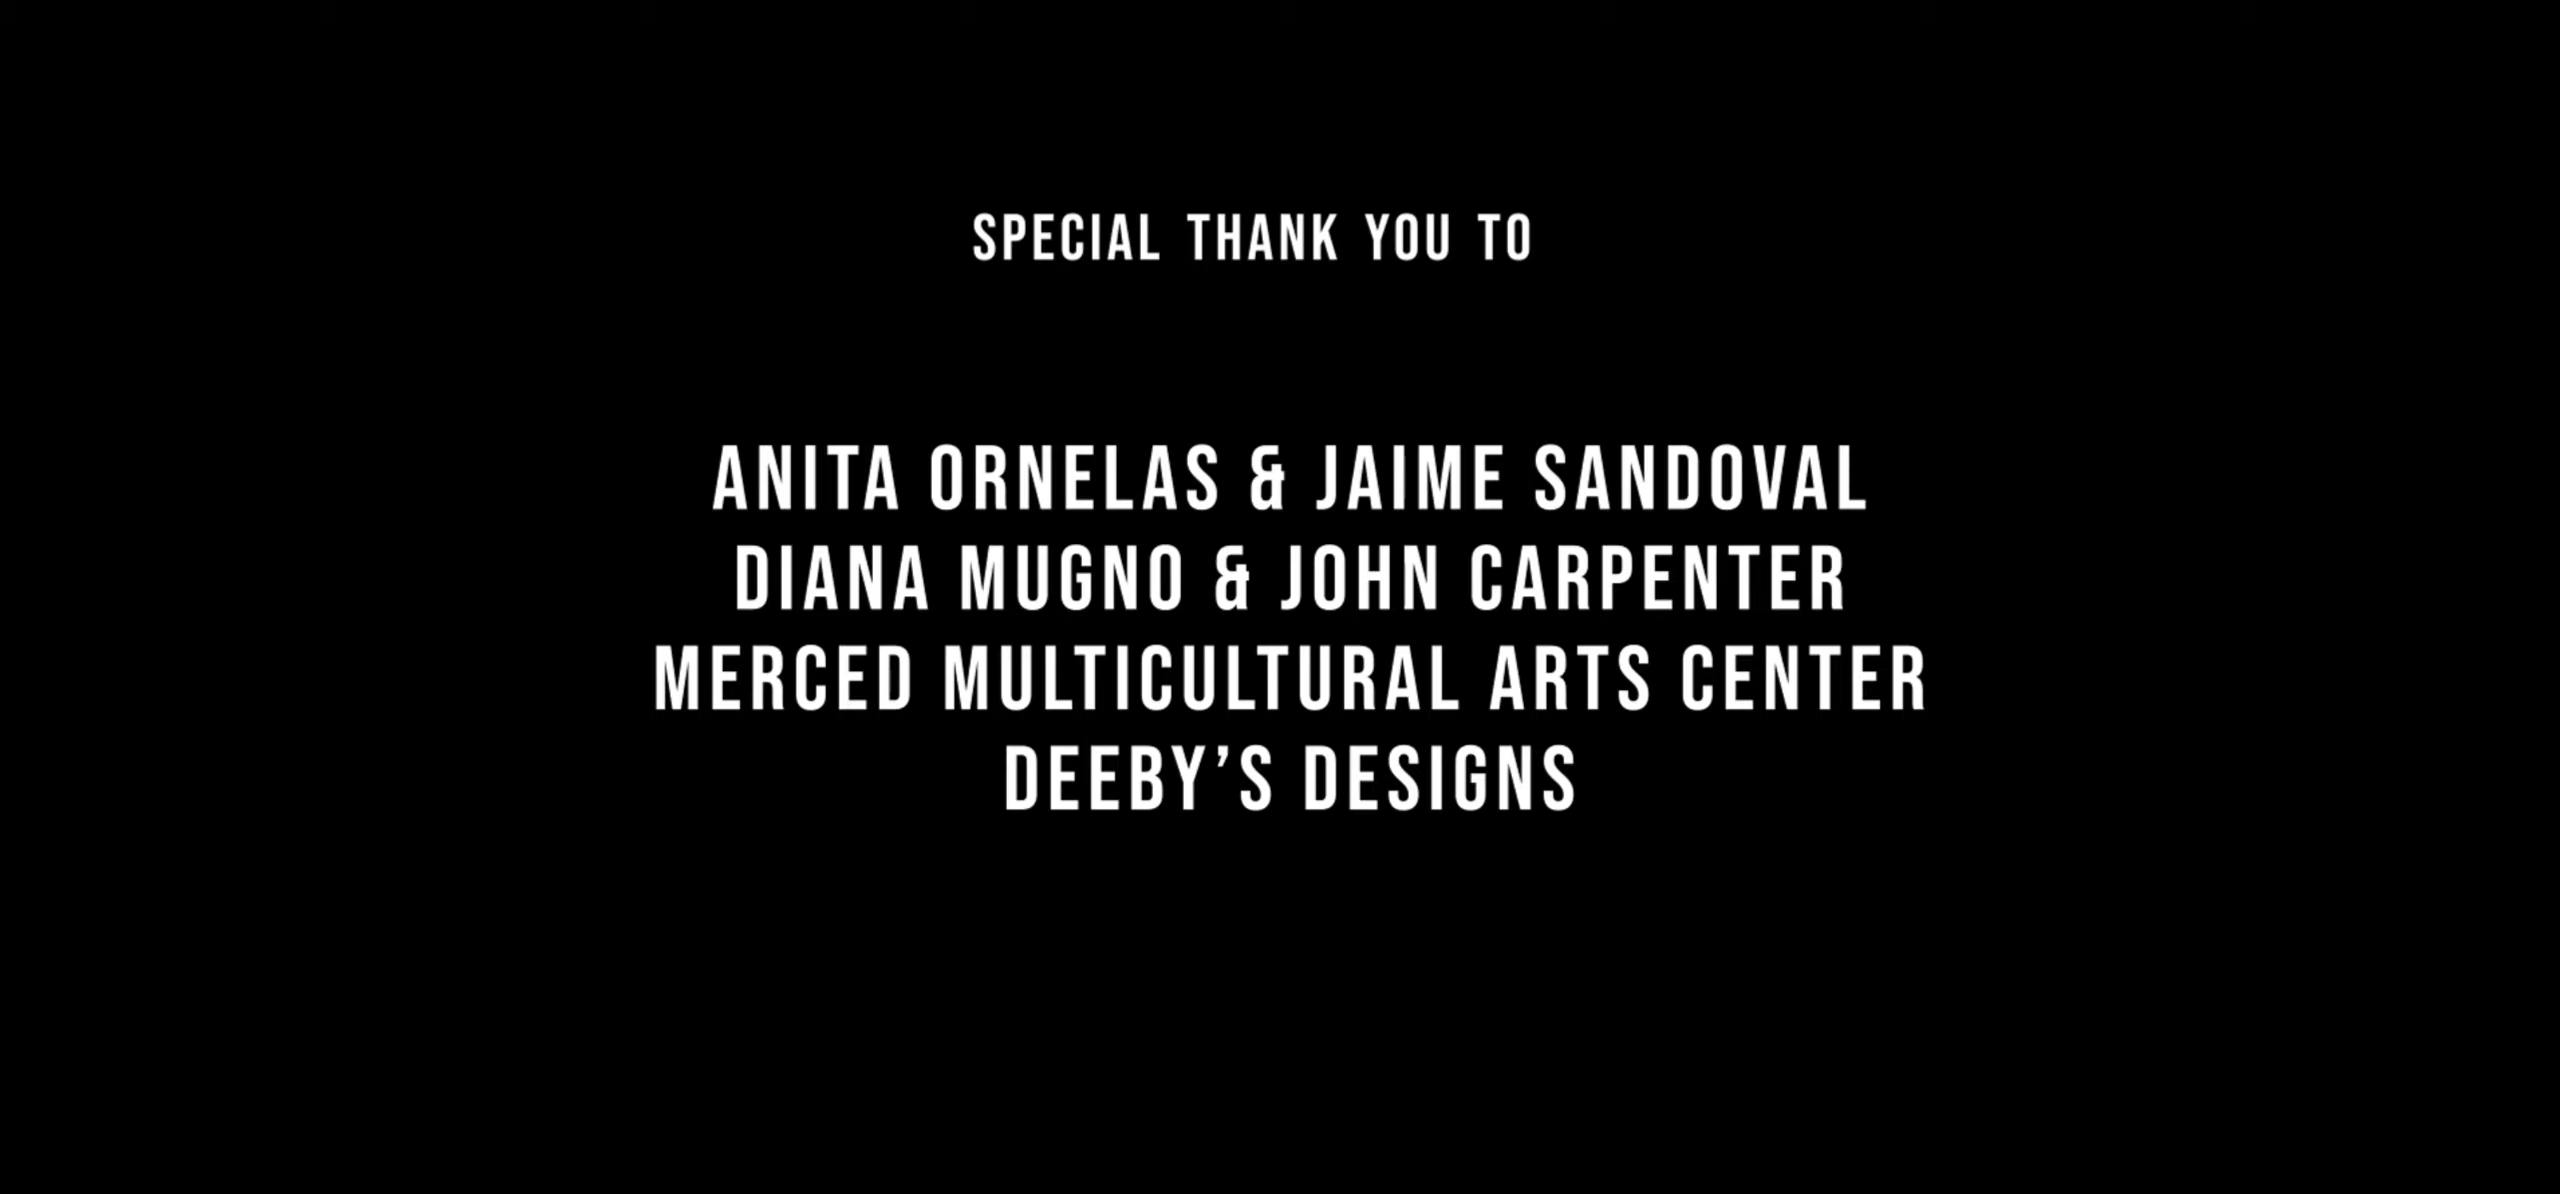 SPECIAL THANK YOU TO
ANITA ORNELAS & JAIME SANDOVAL
DIANA MUGNO & JOHN CARPENTER
MERCED MULTICULTURAL ARTS CENTER
DEEBY’S DESIGNS